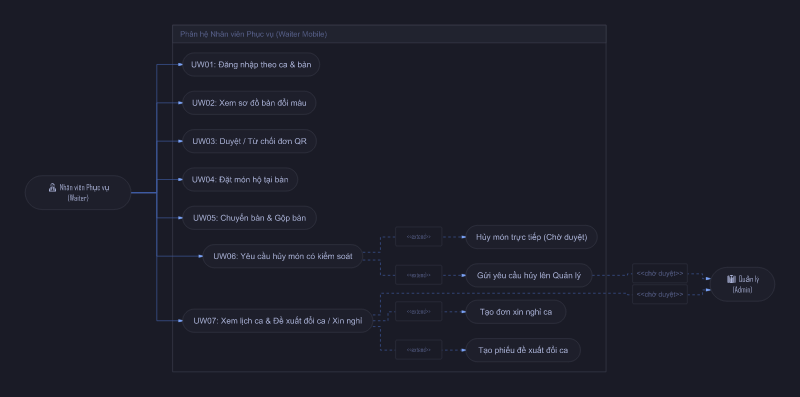 Phân hệ Nhân viên Phục vụ (Waiter Mobile)
UW01: Đăng nhập theo ca & bàn
UW02: Xem sơ đồ bàn đổi màu
UW03: Duyệt / Từ chối đơn QR
Nhân viên Phục vụ
(Waiter)
UW04: Đặt món hộ tại bàn
UW05: Chuyển bàn & Gộp bàn
UW06: Yêu cầu hủy món có kiểm soát
Hủy món trực tiếp (Chờ duyệt)
Gửi yêu cầu hủy lên Quản lý
<<chờ duyệt>>
<<chờ duyệt>>
Quản lý
(Admin)
UW07: Xem lịch ca & Đề xuất đổi ca / Xin nghỉ
Tạo đơn xin nghỉ ca
Tạo phiếu đề xuất đổi ca